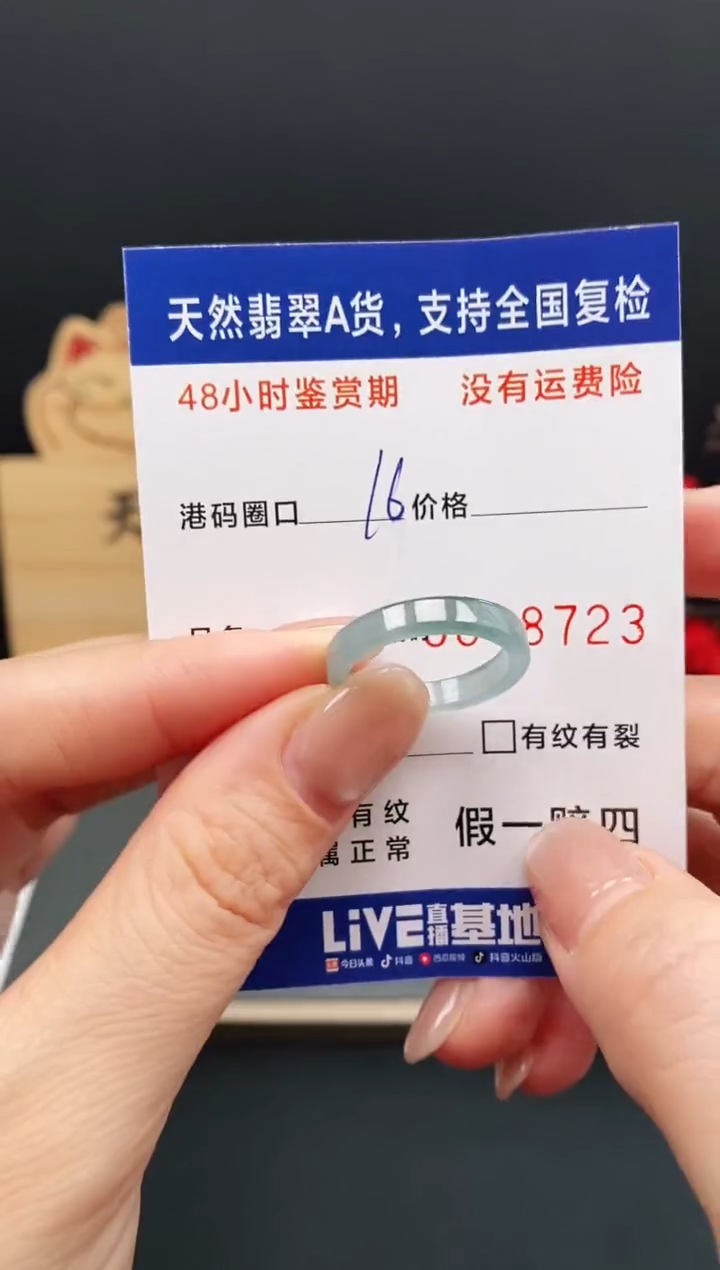 天然翡翠A货，支持全国复检
48小时鉴赏期 没有运费险
港码圈口 16 价格
8723
□有纹有裂
有纹 假一赔四
属正常
LiVE直播基地
今日头条 抖音 西瓜视频 抖音火山版
天